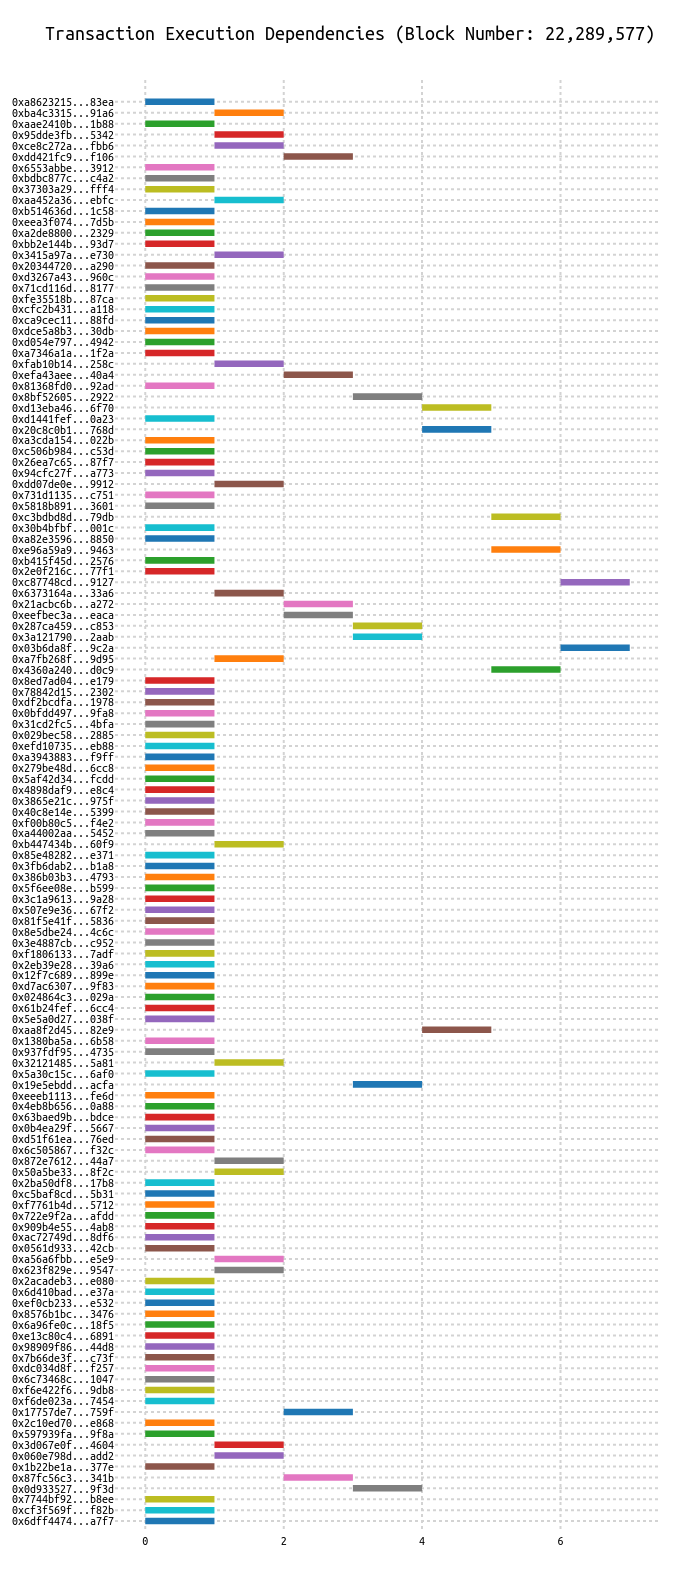 Transaction Execution Dependencies (Block Number: 22,289,577)
0xa8623215...83ea
0xba4c3315...91a6
0xaae2410b...1b88
0x95dde3fb...5342
0xce8c272a...fbb6
0xdd421fc9...f106
0x6553abbe...3912
0xbdbc877c...c4a2
0x37303a29...fff4
0xaa452a36...ebfc
0xb514636d...1c58
0xeea3f074...7d5b
0xa2de8800...2329
0xbb2e144b...93d7
0x3415a97a...e730
0x20344720...a290
0xd3267a43...960c
0x71cd116d...8177
0xfe35518b...87ca
0xcfc2b431...a118
0xca9cec11...88fd
0xdce5a8b3...30db
0xd054e797...4942
0xa7346a1a...1f2a
0xfab10b14...258c
0xefa43aee...40a4
0x81368fd0...92ad
0x8bf52605...2922
0xd13eba46...6f70
0xd1441fef...0a23
0x20c8c0b1...768d
0xa3cda154...022b
0xc506b984...c53d
0x26ea7c65...87f7
0x94cfc27f...a773
0xdd07de0e...9912
0x731d1135...c751
0x5818b891...3601
0xc3bdbd8d...79db
0x30b4bfbf...001c
0xa82e3596...8850
0xe96a59a9...9463
0xb415f45d...2576
0x2e0f216c...77f1
0xc87748cd...9127
0x6373164a...33a6
0x21acbc6b...a272
0xeefbec3a...eaca
0x287ca459...c853
0x3a121790...2aab
0x03b6da8f...9c2a
0xa7fb268f...9d95
0x4360a240...d0c9
0x8ed7ad04...e179
0x78842d15...2302
0xdf2bcdfa...1978
0x0bfdd497...9fa8
0x31cd2fc5...4bfa
0x029bec58...2885
0xefd10735...eb88
0xa3943883...f9ff
0x279be48d...6cc8
0x5af42d34...fcdd
0x4898daf9...e8c4
0x3865e21c...975f
0x40c8e14e...5399
0xf00b80c5...f4e2
0xa44002aa...5452
0xb447434b...60f9
0x85e48282...e371
0x3fb6dab2...b1a8
0x386b03b3...4793
0x5f6ee08e...b599
0x3c1a9613...9a28
0x507e9e36...67f2
0x81f5e41f...5836
0x8e5dbe24...4c6c
0x3e4887cb...c952
0xf1806133...7adf
0x2eb39e28...39a6
0x12f7c689...899e
0xd7ac6307...9f83
0x024864c3...029a
0x61b24fef...6cc4
0x5e5a0d27...038f
0xaa8f2d45...82e9
0x1380ba5a...6b58
0x937fdf95...4735
0x32121485...5a81
0x5a30c15c...6af0
0x19e5ebdd...acfa
0xeeeb1113...fe6d
0x4eb8b656...0a88
0x63baed9b...bdce
0x0b4ea29f...5667
0xd51f61ea...76ed
0x6c505867...f32c
0x872e7612...44a7
0x50a5be33...8f2c
0x2ba50df8...17b8
0xc5baf8cd...5b31
0xf7761b4d...5712
0x722e9f2a...afdd
0x909b4e55...4ab8
0xac72749d...8df6
0x0561d933...42cb
0xa56a6fbb...e5e9
0x623f829e...9547
0x2acadeb3...e080
0x6d410bad...e37a
0xef0cb233...e532
0x8576b1bc...3476
0x6a96fe0c...18f5
0xe13c80c4...6891
0x98909f86...44d8
0x7b66de3f...c73f
0xdc034d8f...f257
0x6c73468c...1047
0xf6e422f6...9db8
0xf6de023a...7454
0x17757de7...759f
0x2c10ed70...e868
0x597939fa...9f8a
0x3d067e0f...4604
0x060e798d...add2
0x1b22be1a...377e
0x87fc56c3...341b
0x0d933527...9f3d
0x7744bf92...b8ee
0xcf3f569f...f82b
0x6dff4474...a7f7
0 2 4 6